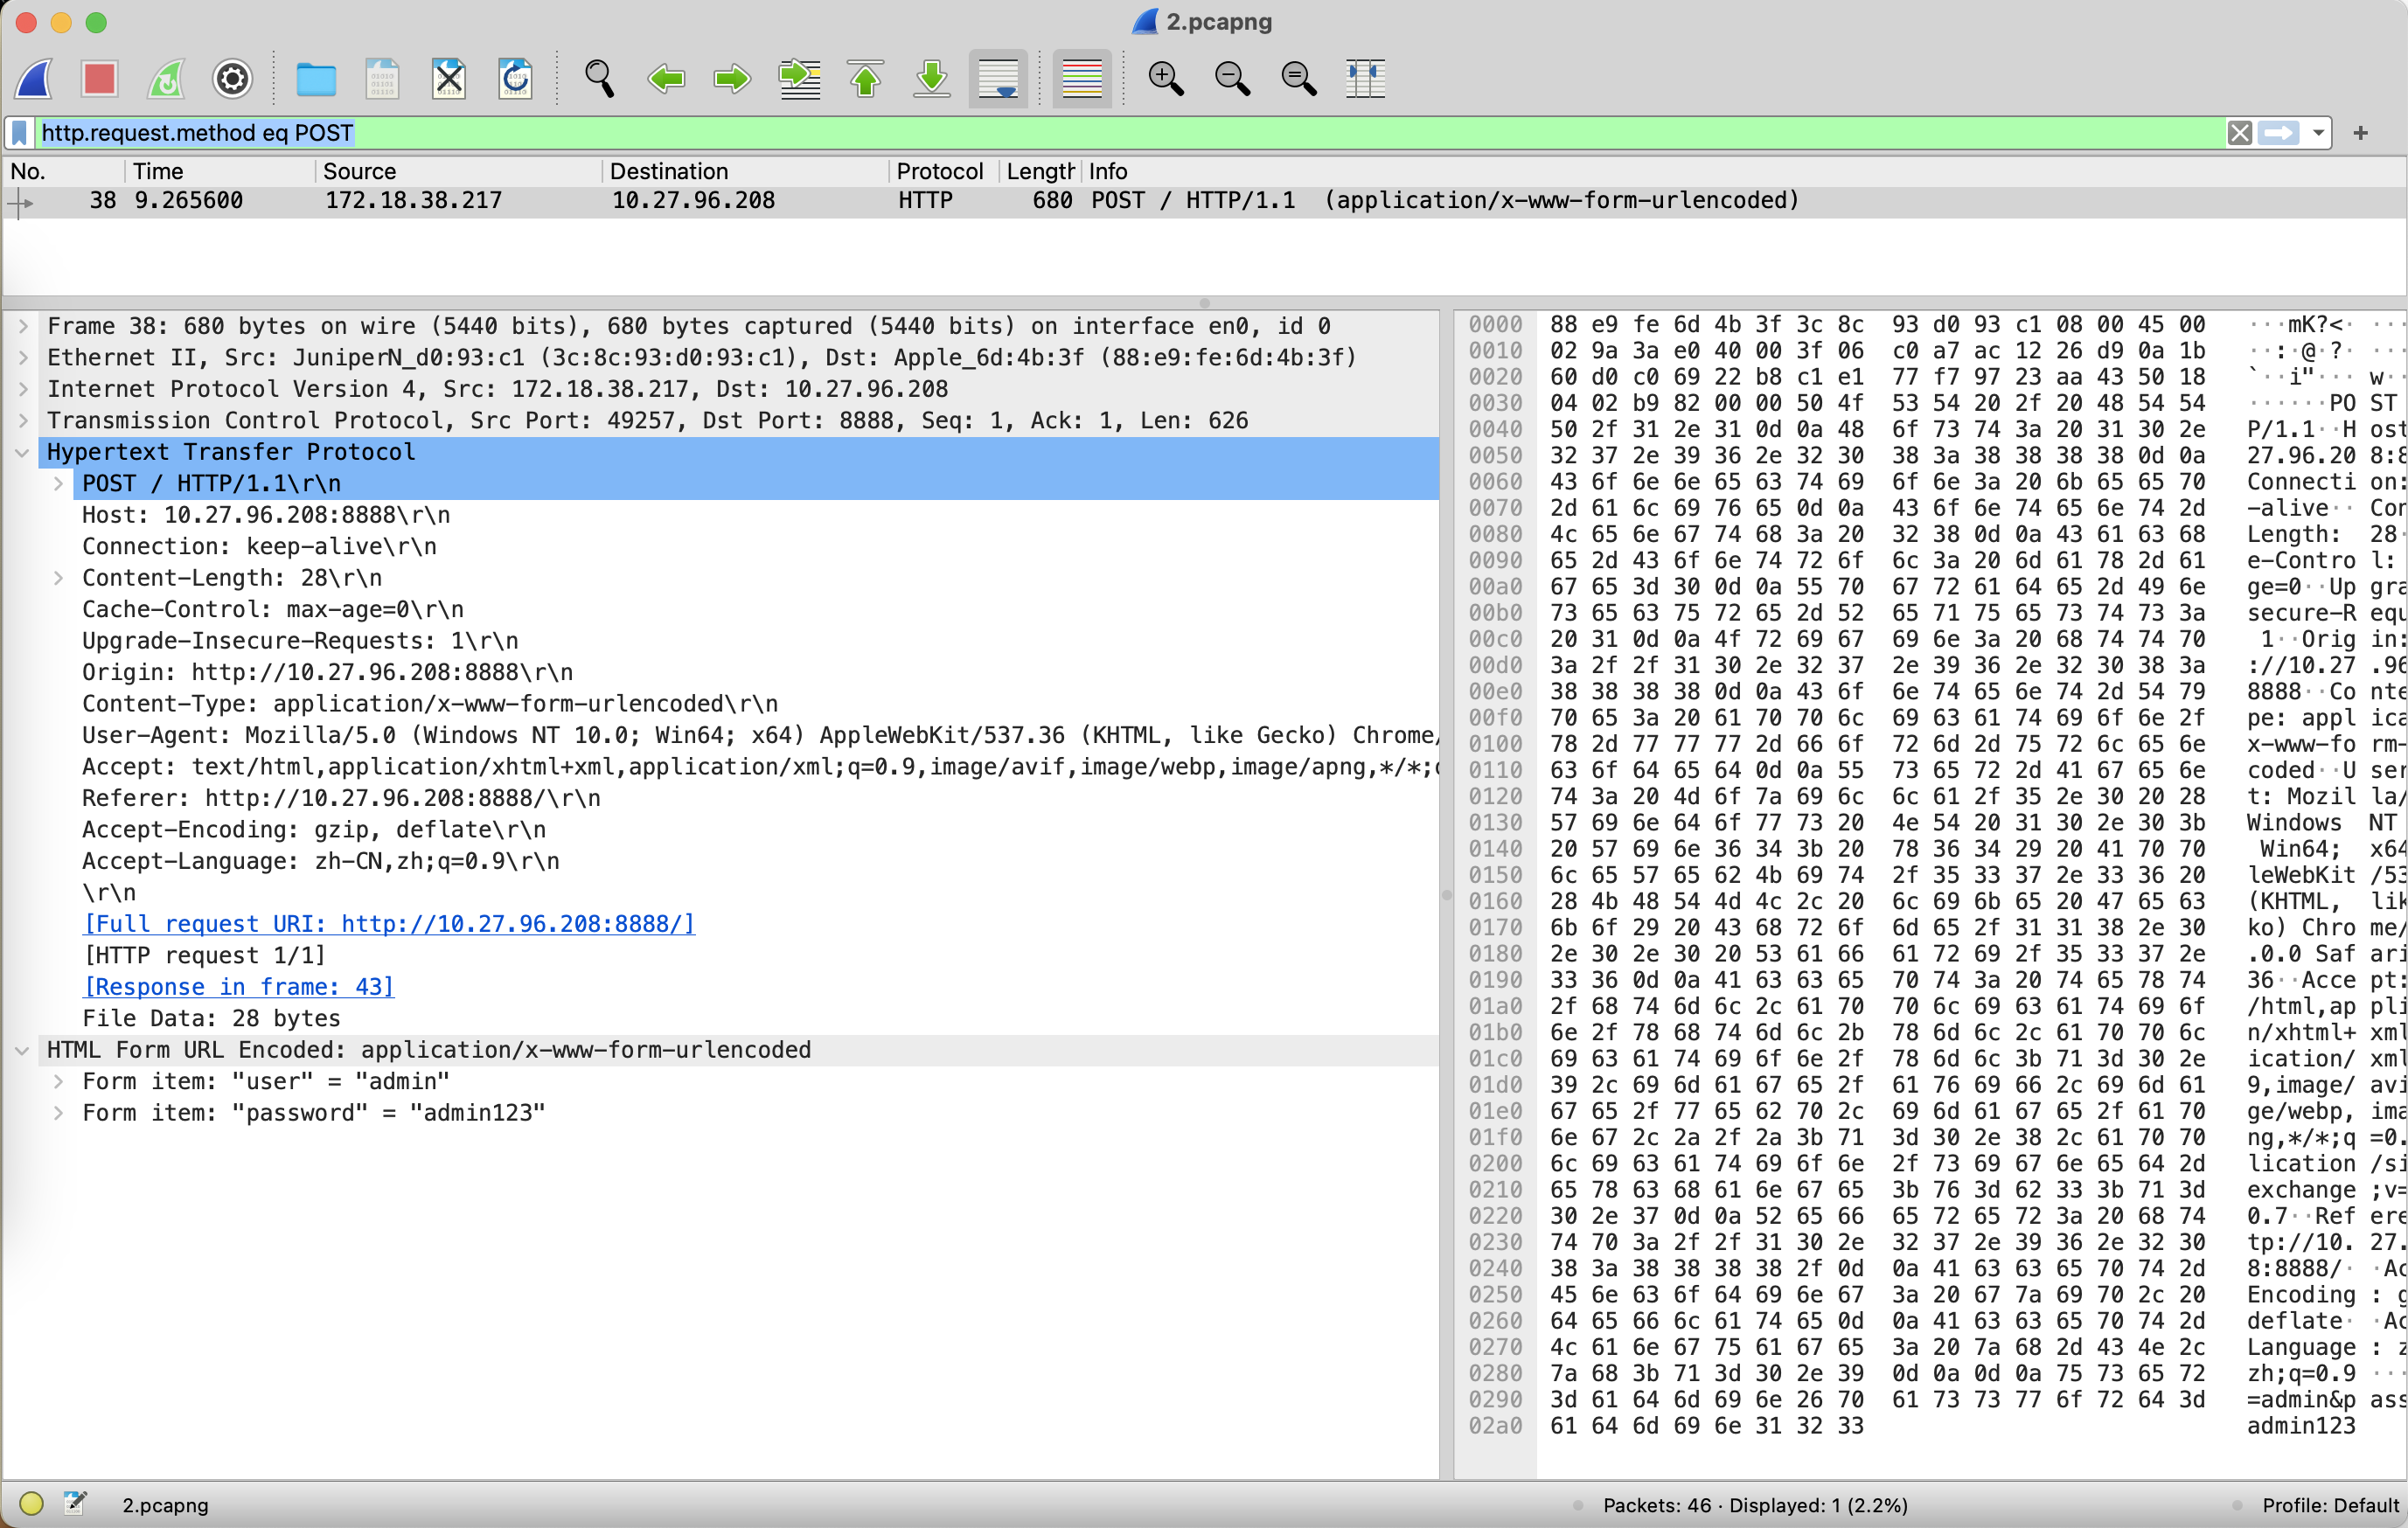 2.pcapng
http.request.method eq POST
No. Time Source Destination Protocol Length Info
38 9.265600 172.18.38.217 10.27.96.208 HTTP 680 POST / HTTP/1.1 (application/x-www-form-urlencoded)
Frame 38: 680 bytes on wire (5440 bits), 680 bytes captured (5440 bits) on interface en0, id 0
Ethernet II, Src: JuniperN_d0:93:c1 (3c:8c:93:d0:93:c1), Dst: Apple_6d:4b:3f (88:e9:fe:6d:4b:3f)
Internet Protocol Version 4, Src: 172.18.38.217, Dst: 10.27.96.208
Transmission Control Protocol, Src Port: 49257, Dst Port: 8888, Seq: 1, Ack: 1, Len: 626
Hypertext Transfer Protocol
POST / HTTP/1.1\r\n
Host: 10.27.96.208:8888\r\n
Connection: keep-alive\r\n
Content-Length: 28\r\n
Cache-Control: max-age=0\r\n
Upgrade-Insecure-Requests: 1\r\n
Origin: http://10.27.96.208:8888\r\n
Content-Type: application/x-www-form-urlencoded\r\n
User-Agent: Mozilla/5.0 (Windows NT 10.0; Win64; x64) AppleWebKit/537.36 (KHTML, like Gecko) Chrome/
Accept: text/html,application/xhtml+xml,application/xml;q=0.9,image/avif,image/webp,image/apng,*/*;
Referer: http://10.27.96.208:8888/\r\n
Accept-Encoding: gzip, deflate\r\n
Accept-Language: zh-CN,zh;q=0.9\r\n
\r\n
[Full request URI: http://10.27.96.208:8888/]
[HTTP request 1/1]
[Response in frame: 43]
File Data: 28 bytes
HTML Form URL Encoded: application/x-www-form-urlencoded
Form item: "user" = "admin"
Form item: "password" = "admin123"
0000 88 e9 fe 6d 4b 3f 3c 8c 93 d0 93 c1 08 00 45 00 ···mK?<· ···
0010 02 9a 3a e0 40 00 3f 06 c0 a7 ac 12 26 d9 0a 1b ··:·@·?· ···
0020 60 d0 c0 69 22 b8 c1 e1 77 f7 97 23 aa 43 50 18 `··i"··· w··
0030 04 02 b9 82 00 00 50 4f 53 54 20 2f 20 48 54 54 ······PO ST
0040 50 2f 31 2e 31 0d 0a 48 6f 73 74 3a 20 31 30 2e P/1.1··H ost
0050 32 37 2e 39 36 2e 32 30 38 3a 38 38 38 38 0d 0a 27.96.20 8:8
0060 43 6f 6e 6e 65 63 74 69 6f 6e 3a 20 6b 65 65 70 Connecti on:
0070 2d 61 6c 69 76 65 0d 0a 43 6f 6e 74 65 6e 74 2d -alive·· Con
0080 4c 65 6e 67 74 68 3a 20 32 38 0d 0a 43 61 63 68 Length: 28·
0090 65 2d 43 6f 6e 74 72 6f 6c 3a 20 6d 61 78 2d 61 e-Contro l:
00a0 67 65 3d 30 0d 0a 55 70 67 72 61 64 65 2d 49 6e ge=0··Up gra
00b0 73 65 63 75 72 65 2d 52 65 71 75 65 73 74 73 3a secure-R equ
00c0 20 31 0d 0a 4f 72 69 67 69 6e 3a 20 68 74 74 70 1··Orig in:
00d0 3a 2f 2f 31 30 2e 32 37 2e 39 36 2e 32 30 38 3a ://10.27 .96
00e0 38 38 38 38 0d 0a 43 6f 6e 74 65 6e 74 2d 54 79 8888··Co nte
00f0 70 65 3a 20 61 70 70 6c 69 63 61 74 69 6f 6e 2f pe: appl ica
0100 78 2d 77 77 77 2d 66 6f 72 6d 2d 75 72 6c 65 6e x-www-fo rm-
0110 63 6f 64 65 64 0d 0a 55 73 65 72 2d 41 67 65 6e coded··U ser
0120 74 3a 20 4d 6f 7a 69 6c 6c 61 2f 35 2e 30 20 28 t: Mozil la/
0130 57 69 6e 64 6f 77 73 20 4e 54 20 31 30 2e 30 3b Windows NT
0140 20 57 69 6e 36 34 3b 20 78 36 34 29 20 41 70 70 Win64; x64
0150 6c 65 57 65 62 4b 69 74 2f 35 33 37 2e 33 36 20 leWebKit /53
0160 28 4b 48 54 4d 4c 2c 20 6c 69 6b 65 20 47 65 63 (KHTML, lik
0170 6b 6f 29 20 43 68 72 6f 6d 65 2f 31 31 38 2e 30 ko) Chro me/
0180 2e 30 2e 30 20 53 61 66 61 72 69 2f 35 33 37 2e .0.0 Saf ari
0190 33 36 0d 0a 41 63 63 65 70 74 3a 20 74 65 78 74 36··Acce pt:
01a0 2f 68 74 6d 6c 2c 61 70 70 6c 69 63 61 74 69 6f /html,ap pli
01b0 6e 2f 78 68 74 6d 6c 2b 78 6d 6c 2c 61 70 70 6c n/xhtml+ xml
01c0 69 63 61 74 69 6f 6e 2f 78 6d 6c 3b 71 3d 30 2e ication/ xml
01d0 39 2c 69 6d 61 67 65 2f 61 76 69 66 2c 69 6d 61 9,image/ avi
01e0 67 65 2f 77 65 62 70 2c 69 6d 61 67 65 2f 61 70 ge/webp, ima
01f0 6e 67 2c 2a 2f 2a 3b 71 3d 30 2e 38 2c 61 70 70 ng,*/*;q =0.
0200 6c 69 63 61 74 69 6f 6e 2f 73 69 67 6e 65 64 2d lication /si
0210 65 78 63 68 61 6e 67 65 3b 76 3d 62 33 3b 71 3d exchange ;v=
0220 30 2e 37 0d 0a 52 65 66 65 72 65 72 3a 20 68 74 0.7··Ref ere
0230 74 70 3a 2f 2f 31 30 2e 32 37 2e 39 36 2e 32 30 tp://10. 27.
0240 38 3a 38 38 38 38 2f 0d 0a 41 63 63 65 70 74 2d 8:8888/· ·Ac
0250 45 6e 63 6f 64 69 6e 67 3a 20 67 7a 69 70 2c 20 Encoding : g
0260 64 65 66 6c 61 74 65 0d 0a 41 63 63 65 70 74 2d deflate· ·Ac
0270 4c 61 6e 67 75 61 67 65 3a 20 7a 68 2d 43 4e 2c Language : z
0280 7a 68 3b 71 3d 30 2e 39 0d 0a 0d 0a 75 73 65 72 zh;q=0.9 ···
0290 3d 61 64 6d 69 6e 26 70 61 73 73 77 6f 72 64 3d =admin&p ass
02a0 61 64 6d 69 6e 31 32 33 admin123
2.pcapng Packets: 46 · Displayed: 1 (2.2%) Profile: Default